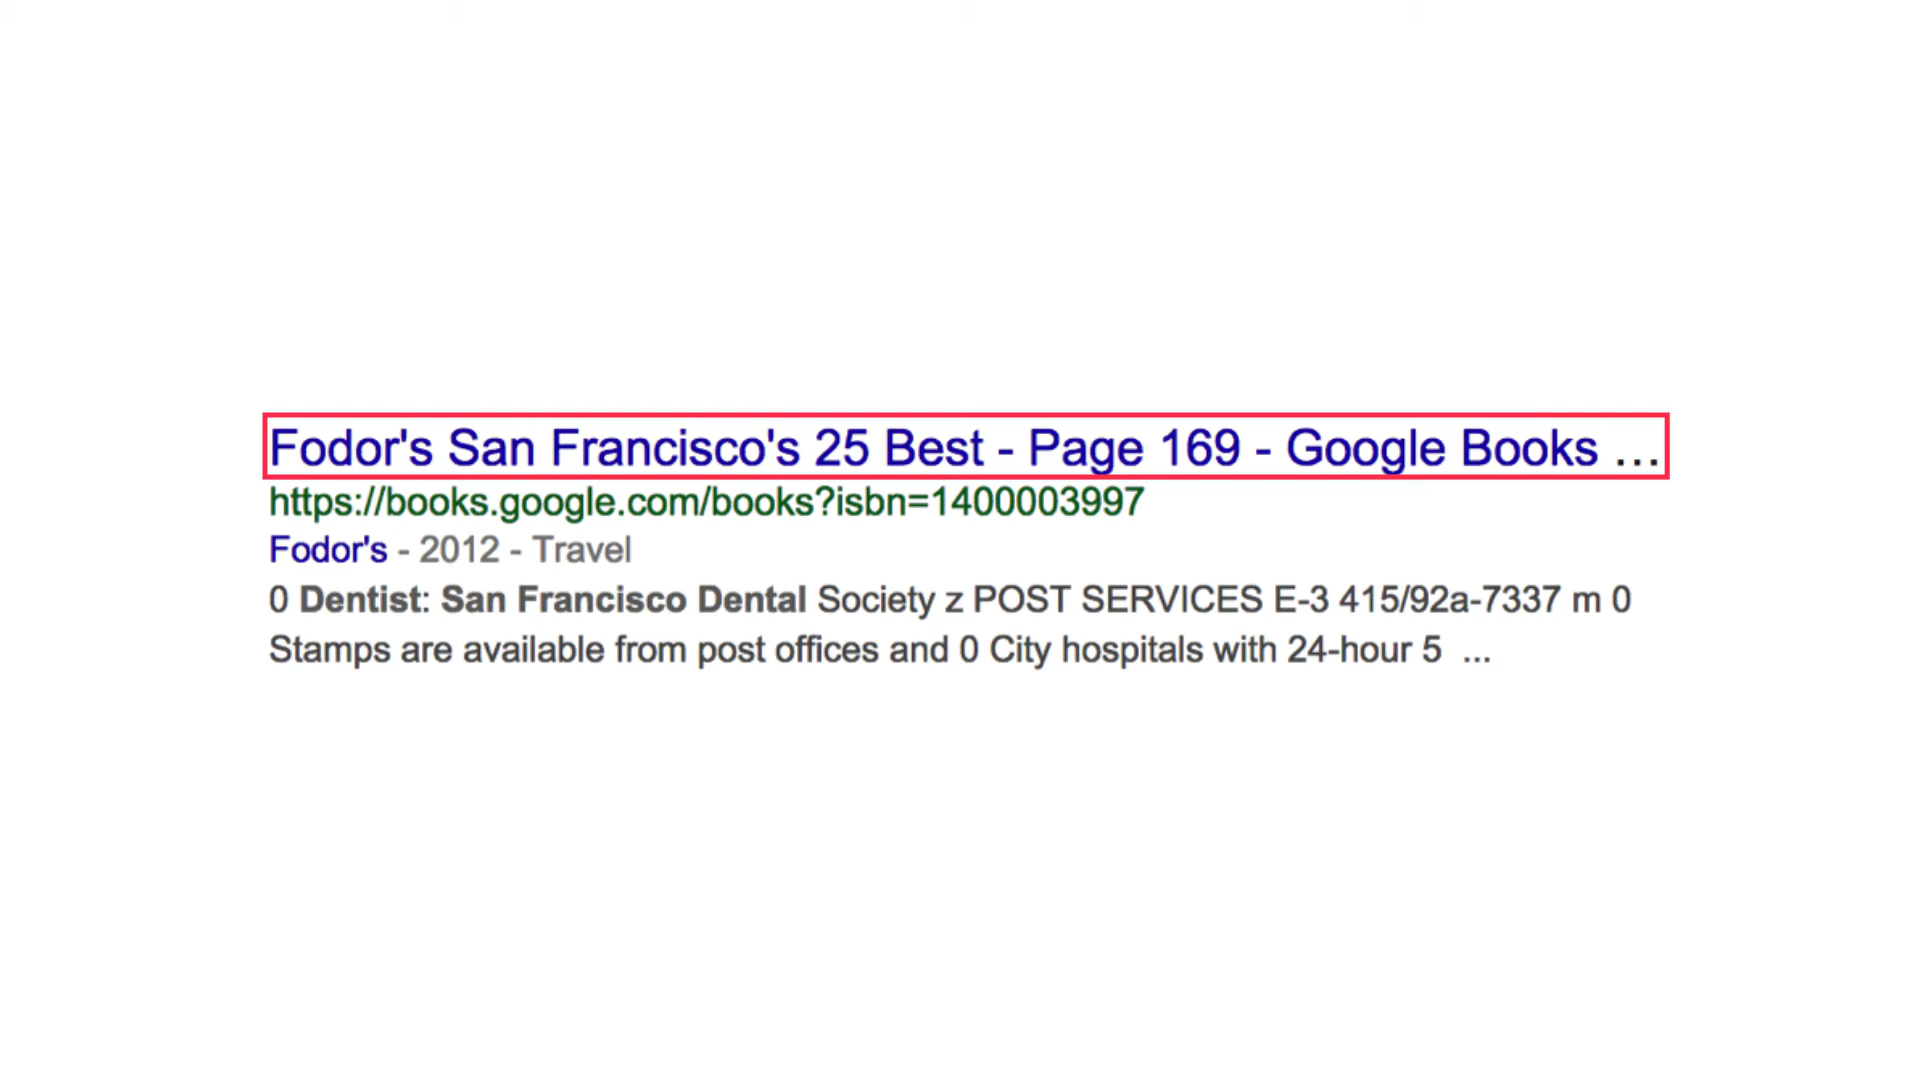 Fodor's San Francisco's 25 Best - Page 169 - Google Books ...
https://books.google.com/books?isbn=1400003997
Fodor's - 2012 - Travel
0 Dentist: San Francisco Dental Society z POST SERVICES E-3 415/92a-7337 m 0
Stamps are available from post offices and 0 City hospitals with 24-hour 5 ...